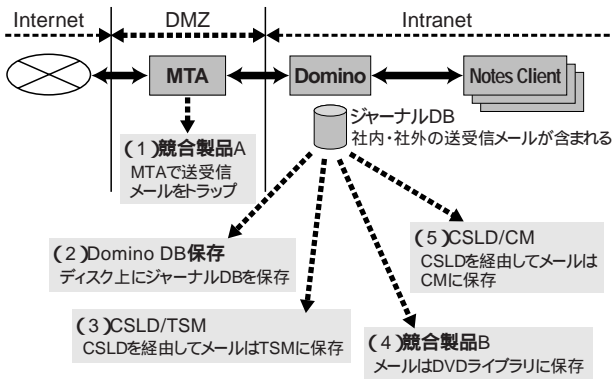 Internet
DMZ
Intranet
MTA
Domino
Notes Client
ジャーナルDB
社内・社外の送受信メールが含まれる
(1)競合製品A
MTAで送受信
メールをトラップ
(2)Domino DB保存
ディスク上にジャーナルDBを保存
(5)CSLD/CM
CSLDを経由してメールは
CMに保存
(3)CSLD/TSM
CSLDを経由してメールはTSMに保存
(4)競合製品B
メールはDVDライブラリに保存